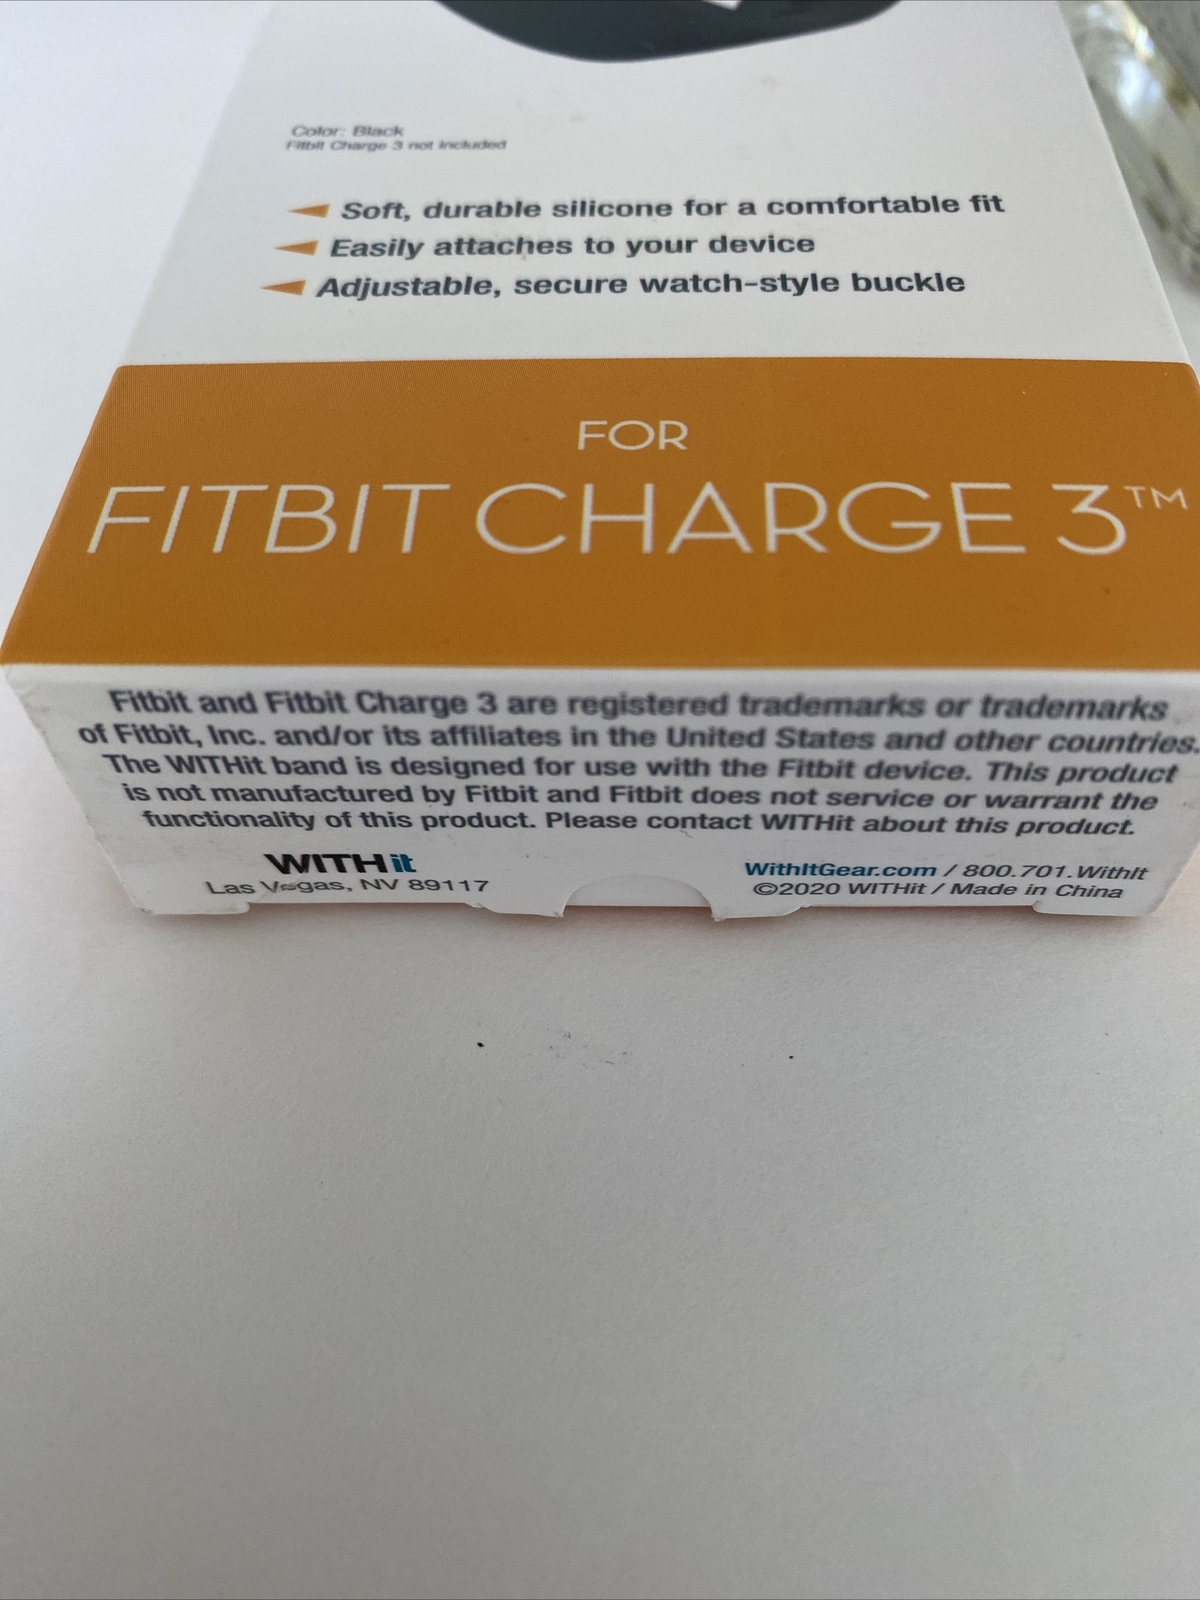 Color: Black
Fitbit Charge 3 not included
Soft, durable silicone for a comfortable fit
Easily attaches to your device
Adjustable, secure watch-style buckle
FOR
FITBIT CHARGE 3™
Fitbit and Fitbit Charge 3 are registered trademarks or trademarks
of Fitbit, Inc. and/or its affiliates in the United States and other countries.
The WITHit band is designed for use with the Fitbit device. This product
is not manufactured by Fitbit and Fitbit does not service or warrant the
functionality of this product. Please contact WITHit about this product.
WITHit
Las Vegas, NV 89117
WithItGear.com / 800.701.WithIt
©2020 WITHit / Made in China